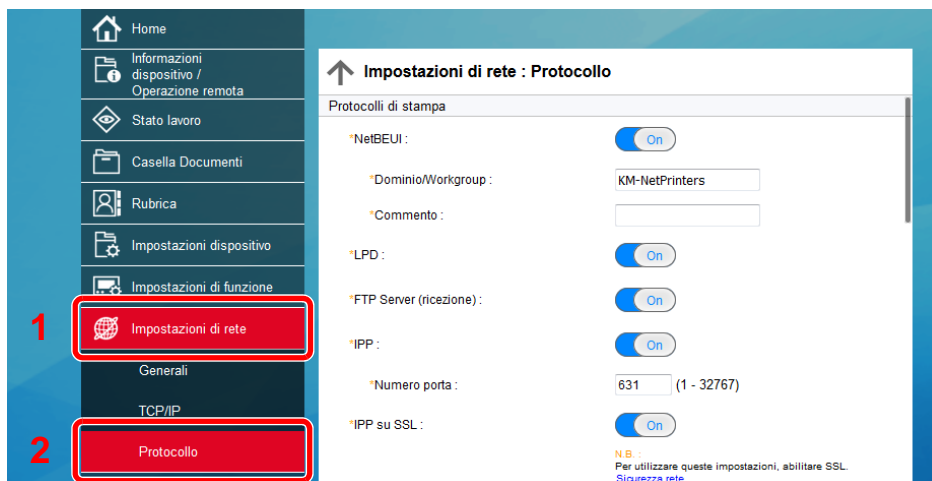 Home
Informazioni
dispositivo /
Operazione remota
Stato lavoro
Casella Documenti
Rubrica
Impostazioni dispositivo
Impostazioni di funzione
1
Impostazioni di rete
Generali
TCP/IP
2
Protocollo
Impostazioni di rete : Protocollo
Protocolli di stampa
*NetBEUI : On
*Dominio/Workgroup : KM-NetPrinters
*Commento :
*LPD : On
*FTP Server (ricezione) : On
*IPP : On
*Numero porta : 631 (1 - 32767)
*IPP su SSL : On
N.B. :
Per utilizzare queste impostazioni, abilitare SSL.
Sicurezza rete